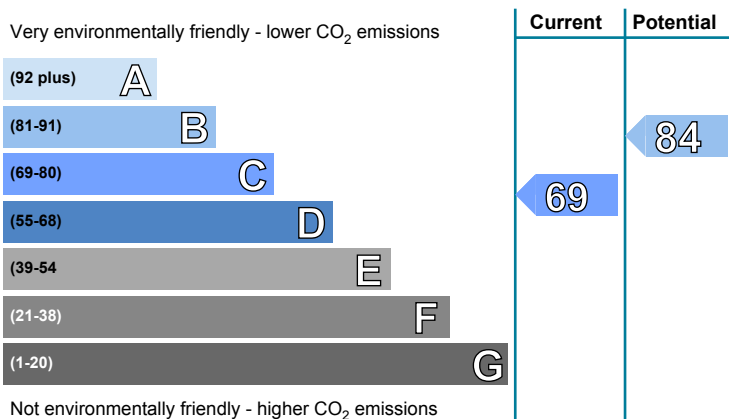 Very environmentally friendly - lower CO₂ emissions
Current
Potential
(92 plus) A
(81-91) B
(69-80) C
(55-68) D
(39-54 E
(21-38) F
(1-20) G
84
69
Not environmentally friendly - higher CO₂ emissions